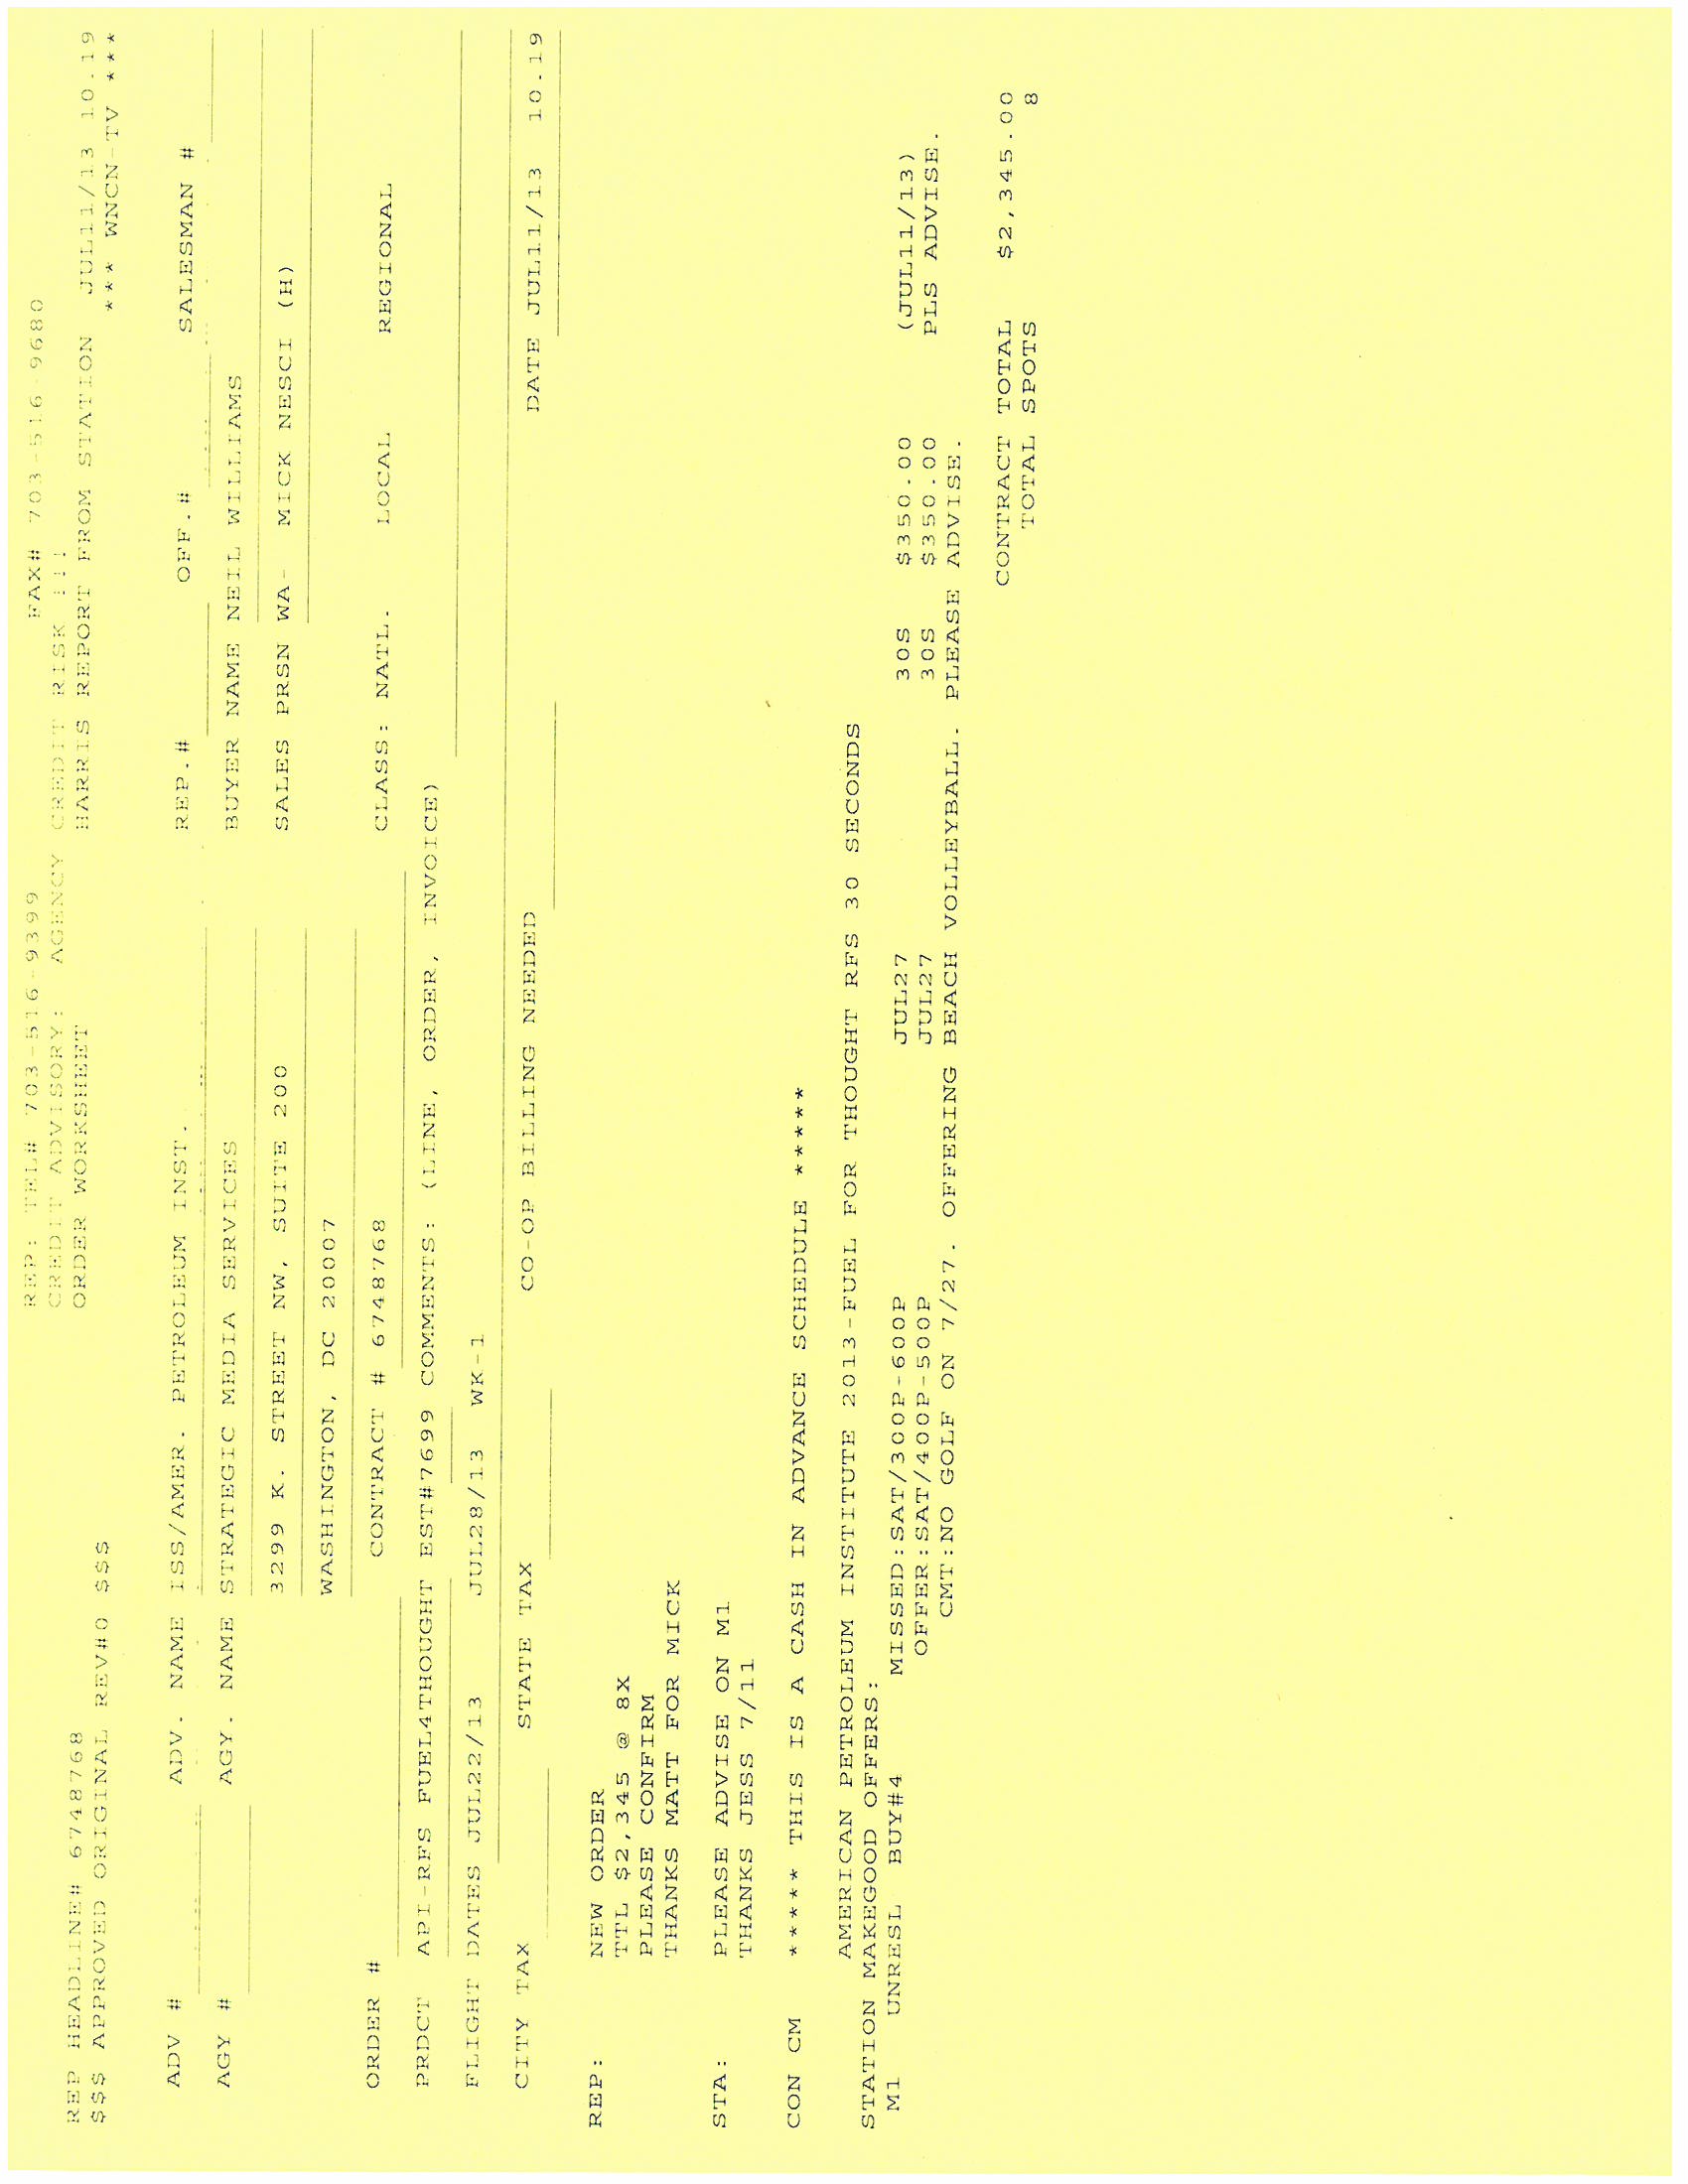 REP: TEL# 703-516-9399 FAX# 703-516-9680
CREDIT ADVISORY: AGENCY CREDIT RISK !!!
REP HEADLINE# 6748768 ORDER WORKSHEET HARRIS REPORT FROM STATION JUL11/13 10.19
$$$ APPROVED ORIGINAL REV#0 $$$ *** WNCN-TV ***
ADV # ADV. NAME ISS/AMER. PETROLEUM INST. REP.# OFF.# SALESMAN #
AGY # AGY. NAME STRATEGIC MEDIA SERVICES BUYER NAME NEIL WILLIAMS
3299 K. STREET NW, SUITE 200 SALES PRSN WA- MICK NESCI (H)
WASHINGTON, DC 20007
ORDER # CONTRACT # 6748768 CLASS: NATL. LOCAL REGIONAL
PRDCT API-RFS FUEL4THOUGHT EST#7699 COMMENTS: (LINE, ORDER, INVOICE)
FLIGHT DATES JUL22/13 JUL28/13 WK-1
CITY TAX STATE TAX CO-OP BILLING NEEDED DATE JUL11/13 10.19
REP: NEW ORDER
TTL $2,345 @ 8X
PLEASE CONFIRM
THANKS MATT FOR MICK
STA: PLEASE ADVISE ON M1
THANKS JESS 7/11
CON CM ***** THIS IS A CASH IN ADVANCE SCHEDULE *****
AMERICAN PETROLEUM INSTITUTE 2013-FUEL FOR THOUGHT RFS 30 SECONDS
STATION MAKEGOOD OFFERS:
M1 UNRESL BUY#4 MISSED:SAT/300P-600P JUL27 30S $350.00 (JUL11/13)
OFFER:SAT/400P-500P JUL27 30S $350.00 PLS ADVISE.
CMT:NO GOLF ON 7/27. OFFERING BEACH VOLLEYBALL. PLEASE ADVISE.
CONTRACT TOTAL $2,345.00
TOTAL SPOTS 8